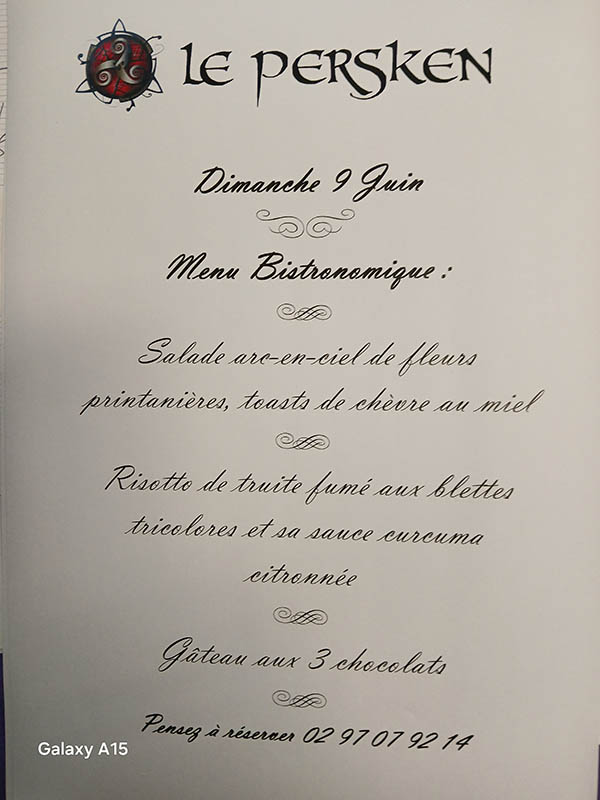 LE PERSKEN
Dimanche 9 Juin
Menu Bistronomique :
Salade arc-en-ciel de fleurs
printanières, toasts de chèvre au miel
Risotto de truite fumé aux blettes
tricolores et sa sauce curcuma
citronnée
Gâteau aux 3 chocolats
Pensez à réserver 02 97 07 92 14
Galaxy A15